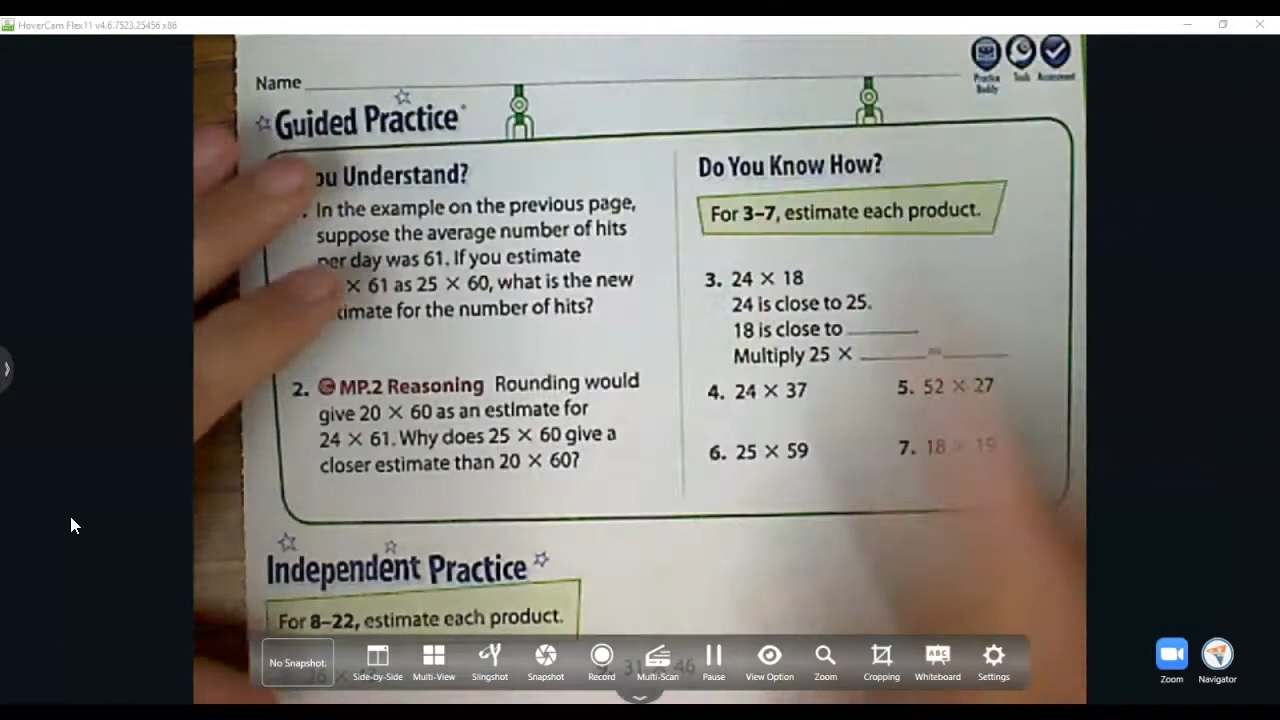 HoverCam Flex11 v4.6.7523.25456 x86
Name
Practice
Buddy
Tools
Assessment
Guided Practice
ou Understand?
In the example on the previous page,
suppose the average number of hits
per day was 61. If you estimate
× 61 as 25 × 60, what is the new
timate for the number of hits?
2. MP.2 Reasoning Rounding would
give 20 × 60 as an estimate for
24 × 61. Why does 25 × 60 give a
closer estimate than 20 × 60?
Do You Know How?
For 3–7, estimate each product.
3. 24 × 18
24 is close to 25.
18 is close to
Multiply 25 × =
4. 24 × 37
5. 52 × 27
6. 25 × 59
7. 18 × 19
Independent Practice
For 8–22, estimate each product.
31 × 46
No Snapshot.
Side-by-Side
Multi-View
Slingshot
Snapshot
Record
Multi-Scan
Pause
View Option
Zoom
Cropping
ABC
Whiteboard
Settings
Zoom
Navigator